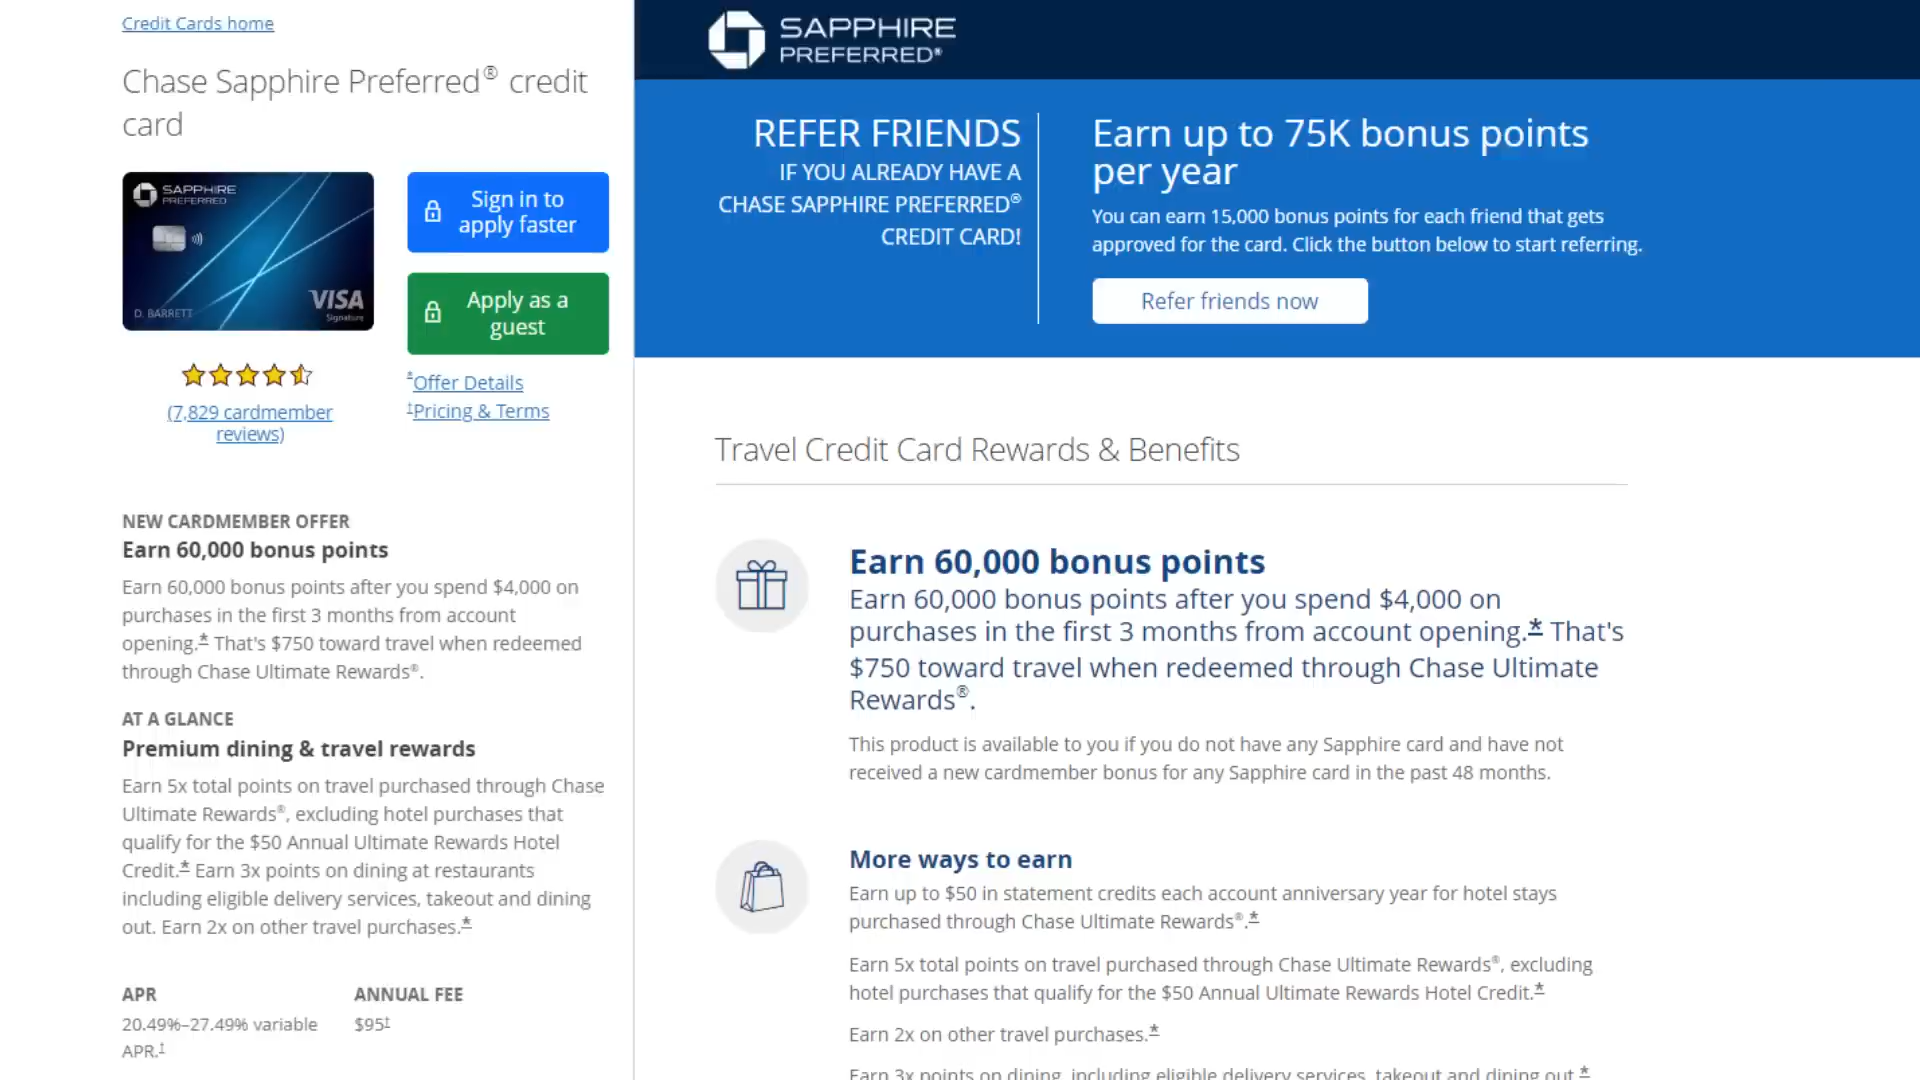 Credit Cards home
Chase Sapphire Preferred® credit
card
SAPPHIRE
PREFERRED
D. BARRETT
VISA
Signature
Sign in to
apply faster
Apply as a
guest
*Offer Details
†Pricing & Terms
(7,829 cardmember
reviews)
NEW CARDMEMBER OFFER
Earn 60,000 bonus points
Earn 60,000 bonus points after you spend $4,000 on
purchases in the first 3 months from account
opening.* That's $750 toward travel when redeemed
through Chase Ultimate Rewards®.
AT A GLANCE
Premium dining & travel rewards
Earn 5x total points on travel purchased through Chase
Ultimate Rewards®, excluding hotel purchases that
qualify for the $50 Annual Ultimate Rewards Hotel
Credit.* Earn 3x points on dining at restaurants
including eligible delivery services, takeout and dining
out. Earn 2x on other travel purchases.*
APR
20.49%–27.49% variable
APR.†
ANNUAL FEE
$95†
SAPPHIRE
PREFERRED®
REFER FRIENDS
IF YOU ALREADY HAVE A
CHASE SAPPHIRE PREFERRED®
CREDIT CARD!
Earn up to 75K bonus points
per year
You can earn 15,000 bonus points for each friend that gets
approved for the card. Click the button below to start referring.
Refer friends now
Travel Credit Card Rewards & Benefits
Earn 60,000 bonus points
Earn 60,000 bonus points after you spend $4,000 on
purchases in the first 3 months from account opening.* That's
$750 toward travel when redeemed through Chase Ultimate
Rewards®.
This product is available to you if you do not have any Sapphire card and have not
received a new cardmember bonus for any Sapphire card in the past 48 months.
More ways to earn
Earn up to $50 in statement credits each account anniversary year for hotel stays
purchased through Chase Ultimate Rewards®.*
Earn 5x total points on travel purchased through Chase Ultimate Rewards®, excluding
hotel purchases that qualify for the $50 Annual Ultimate Rewards Hotel Credit.*
Earn 2x on other travel purchases.*
Earn 3x points on dining, including eligible delivery services, takeout and dining out.*